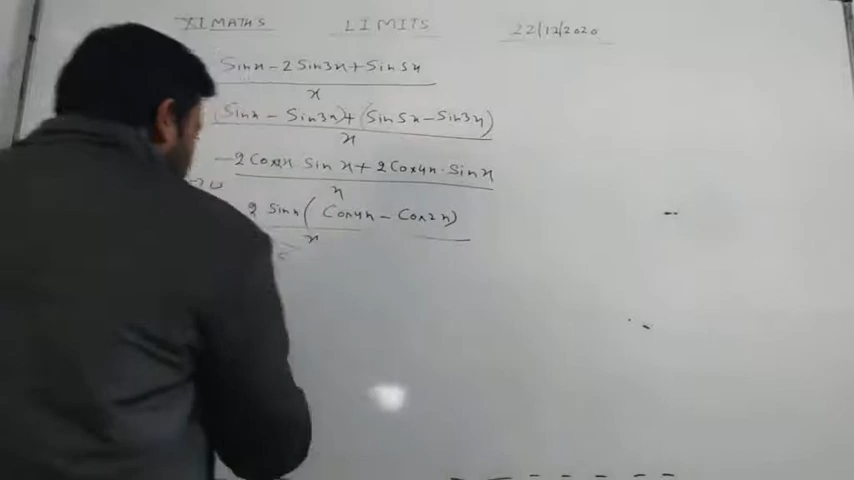 XI MATHS LIMITS 22/12/2020
Sinx - 2 Sin3x + Sin5x
x
(Sinx - Sin3x) + (Sin5x - Sin3x)
x
-2 Cos2x Sinx + 2 Cos4x · Sinx
x
2 Sinx (Cos4x - Cos2x)
x